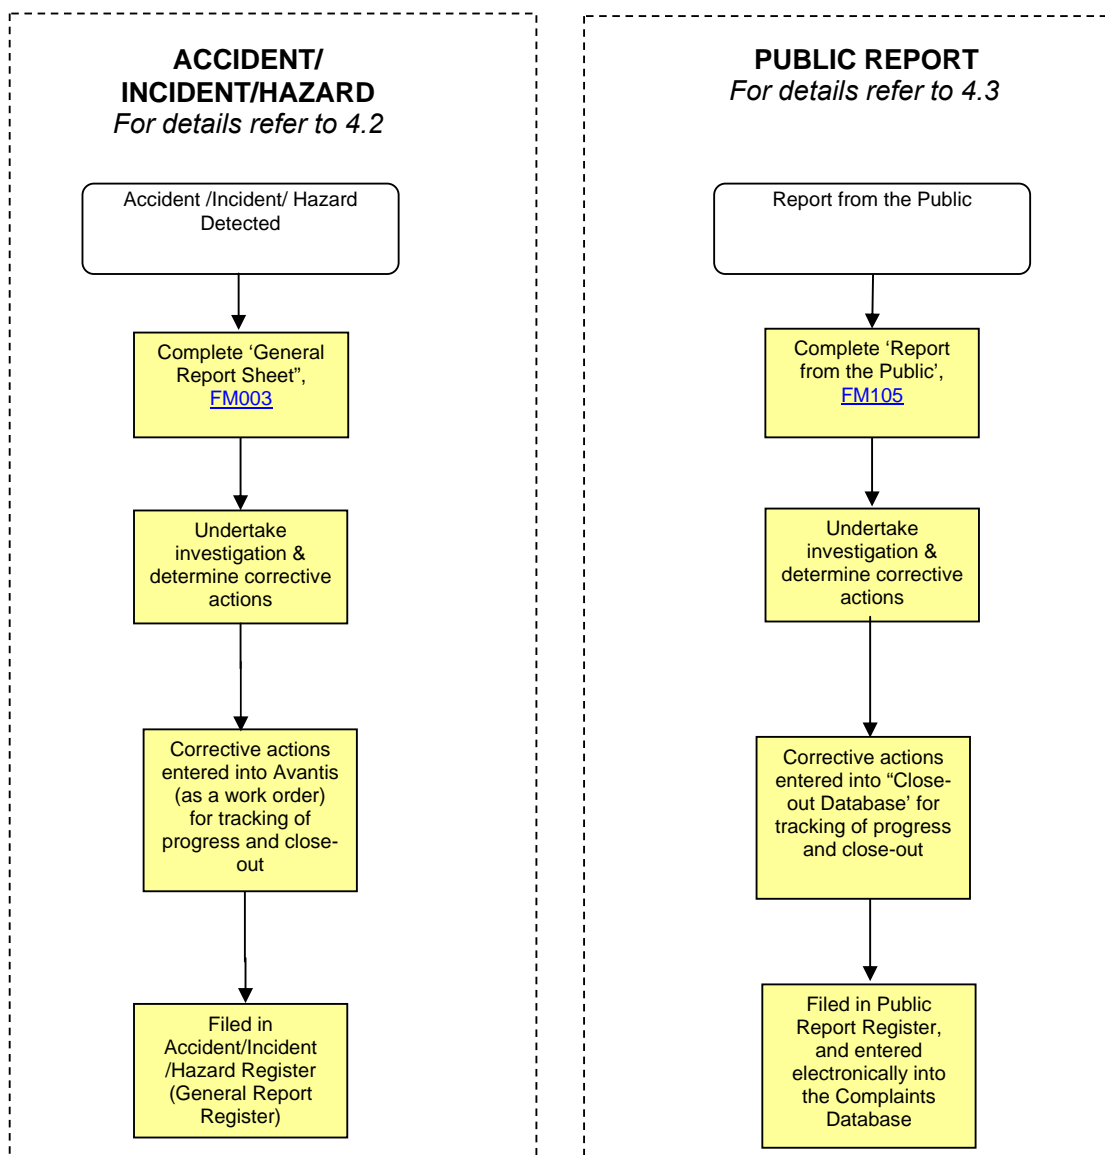 ACCIDENT/
INCIDENT/HAZARD
For details refer to 4.2
Accident /Incident/ Hazard
Detected
Complete ‘General
Report Sheet”,
FM003
Undertake
investigation &
determine corrective
actions
Corrective actions
entered into Avantis
(as a work order)
for tracking of
progress and close-
out
Filed in
Accident/Incident
/Hazard Register
(General Report
Register)
PUBLIC REPORT
For details refer to 4.3
Report from the Public
Complete ‘Report
from the Public’,
FM105
Undertake
investigation &
determine corrective
actions
Corrective actions
entered into “Close-
out Database’ for
tracking of progress
and close-out
Filed in Public
Report Register,
and entered
electronically into
the Complaints
Database